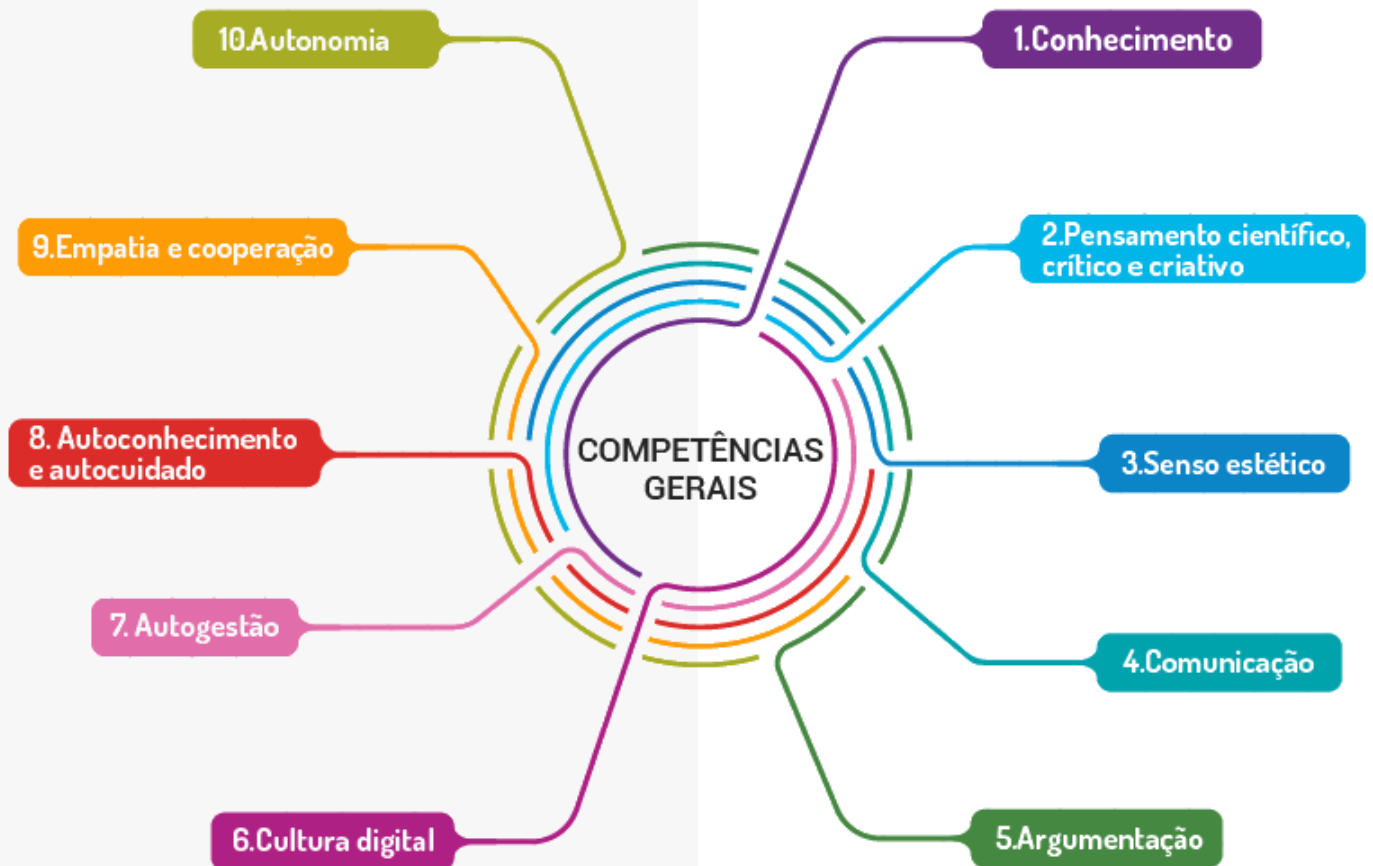 1.Conhecimento
2.Pensamento científico,
crítico e criativo
3.Senso estético
4.Comunicação
5.Argumentação
6.Cultura digital
7. Autogestão
8. Autoconhecimento
e autocuidado
9.Empatia e cooperação
10.Autonomia
COMPETÊNCIAS
GERAIS